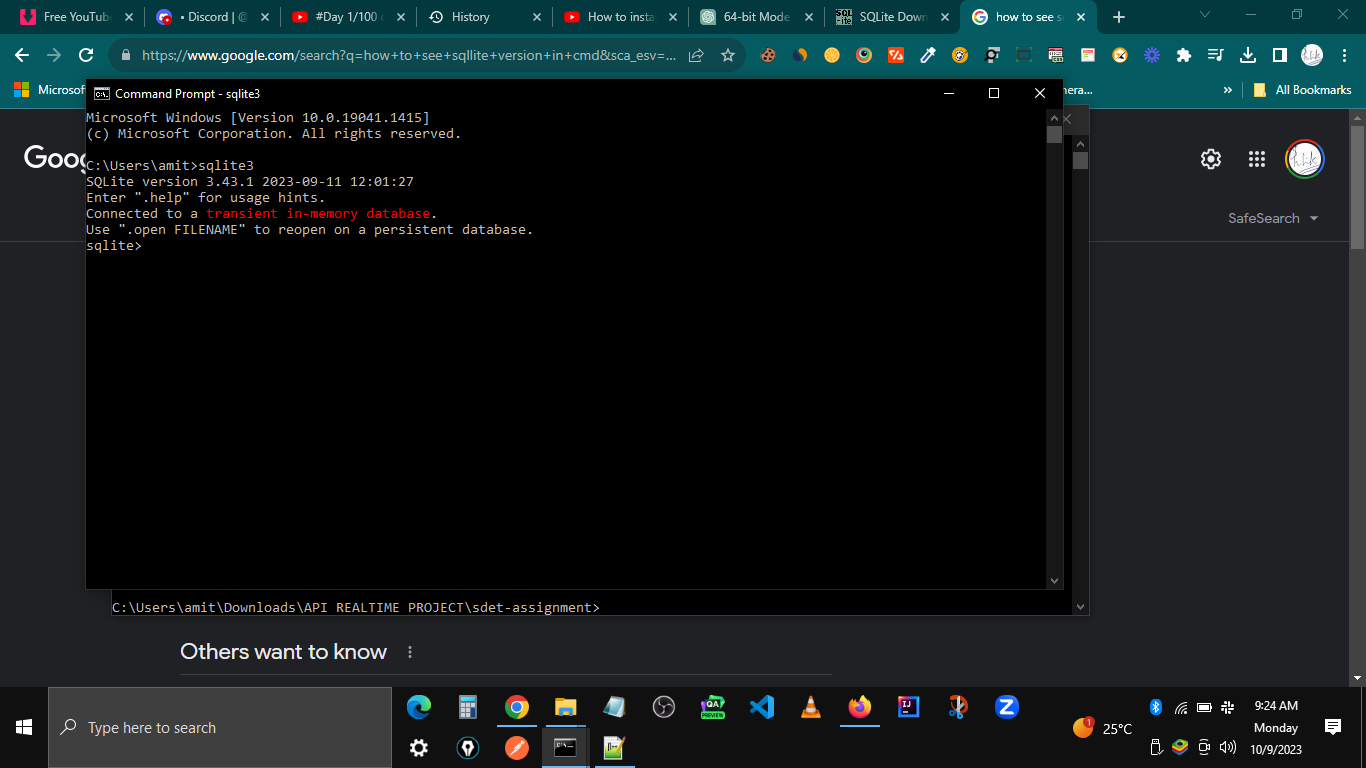 Free YouTub
• Discord | @
#Day 1/100
History
How to insta
64-bit Mode
SQLite Down
how to see s
https://www.google.com/search?q=how+to+see+sqllite+version+in+cmd&sca_esv=...
Microsof
mera...
»
All Bookmarks
Command Prompt - sqlite3
Microsoft Windows [Version 10.0.19041.1415]
(c) Microsoft Corporation. All rights reserved.
C:\Users\amit>sqlite3
SQLite version 3.43.1 2023-09-11 12:01:27
Enter ".help" for usage hints.
Connected to a transient in-memory database.
Use ".open FILENAME" to reopen on a persistent database.
sqlite>
Goog
SafeSearch
C:\Users\amit\Downloads\API REALTIME PROJECT\sdet-assignment>
Others want to know
Type here to search
QA
PREVIEW
1
25°C
9:24 AM
Monday
10/9/2023